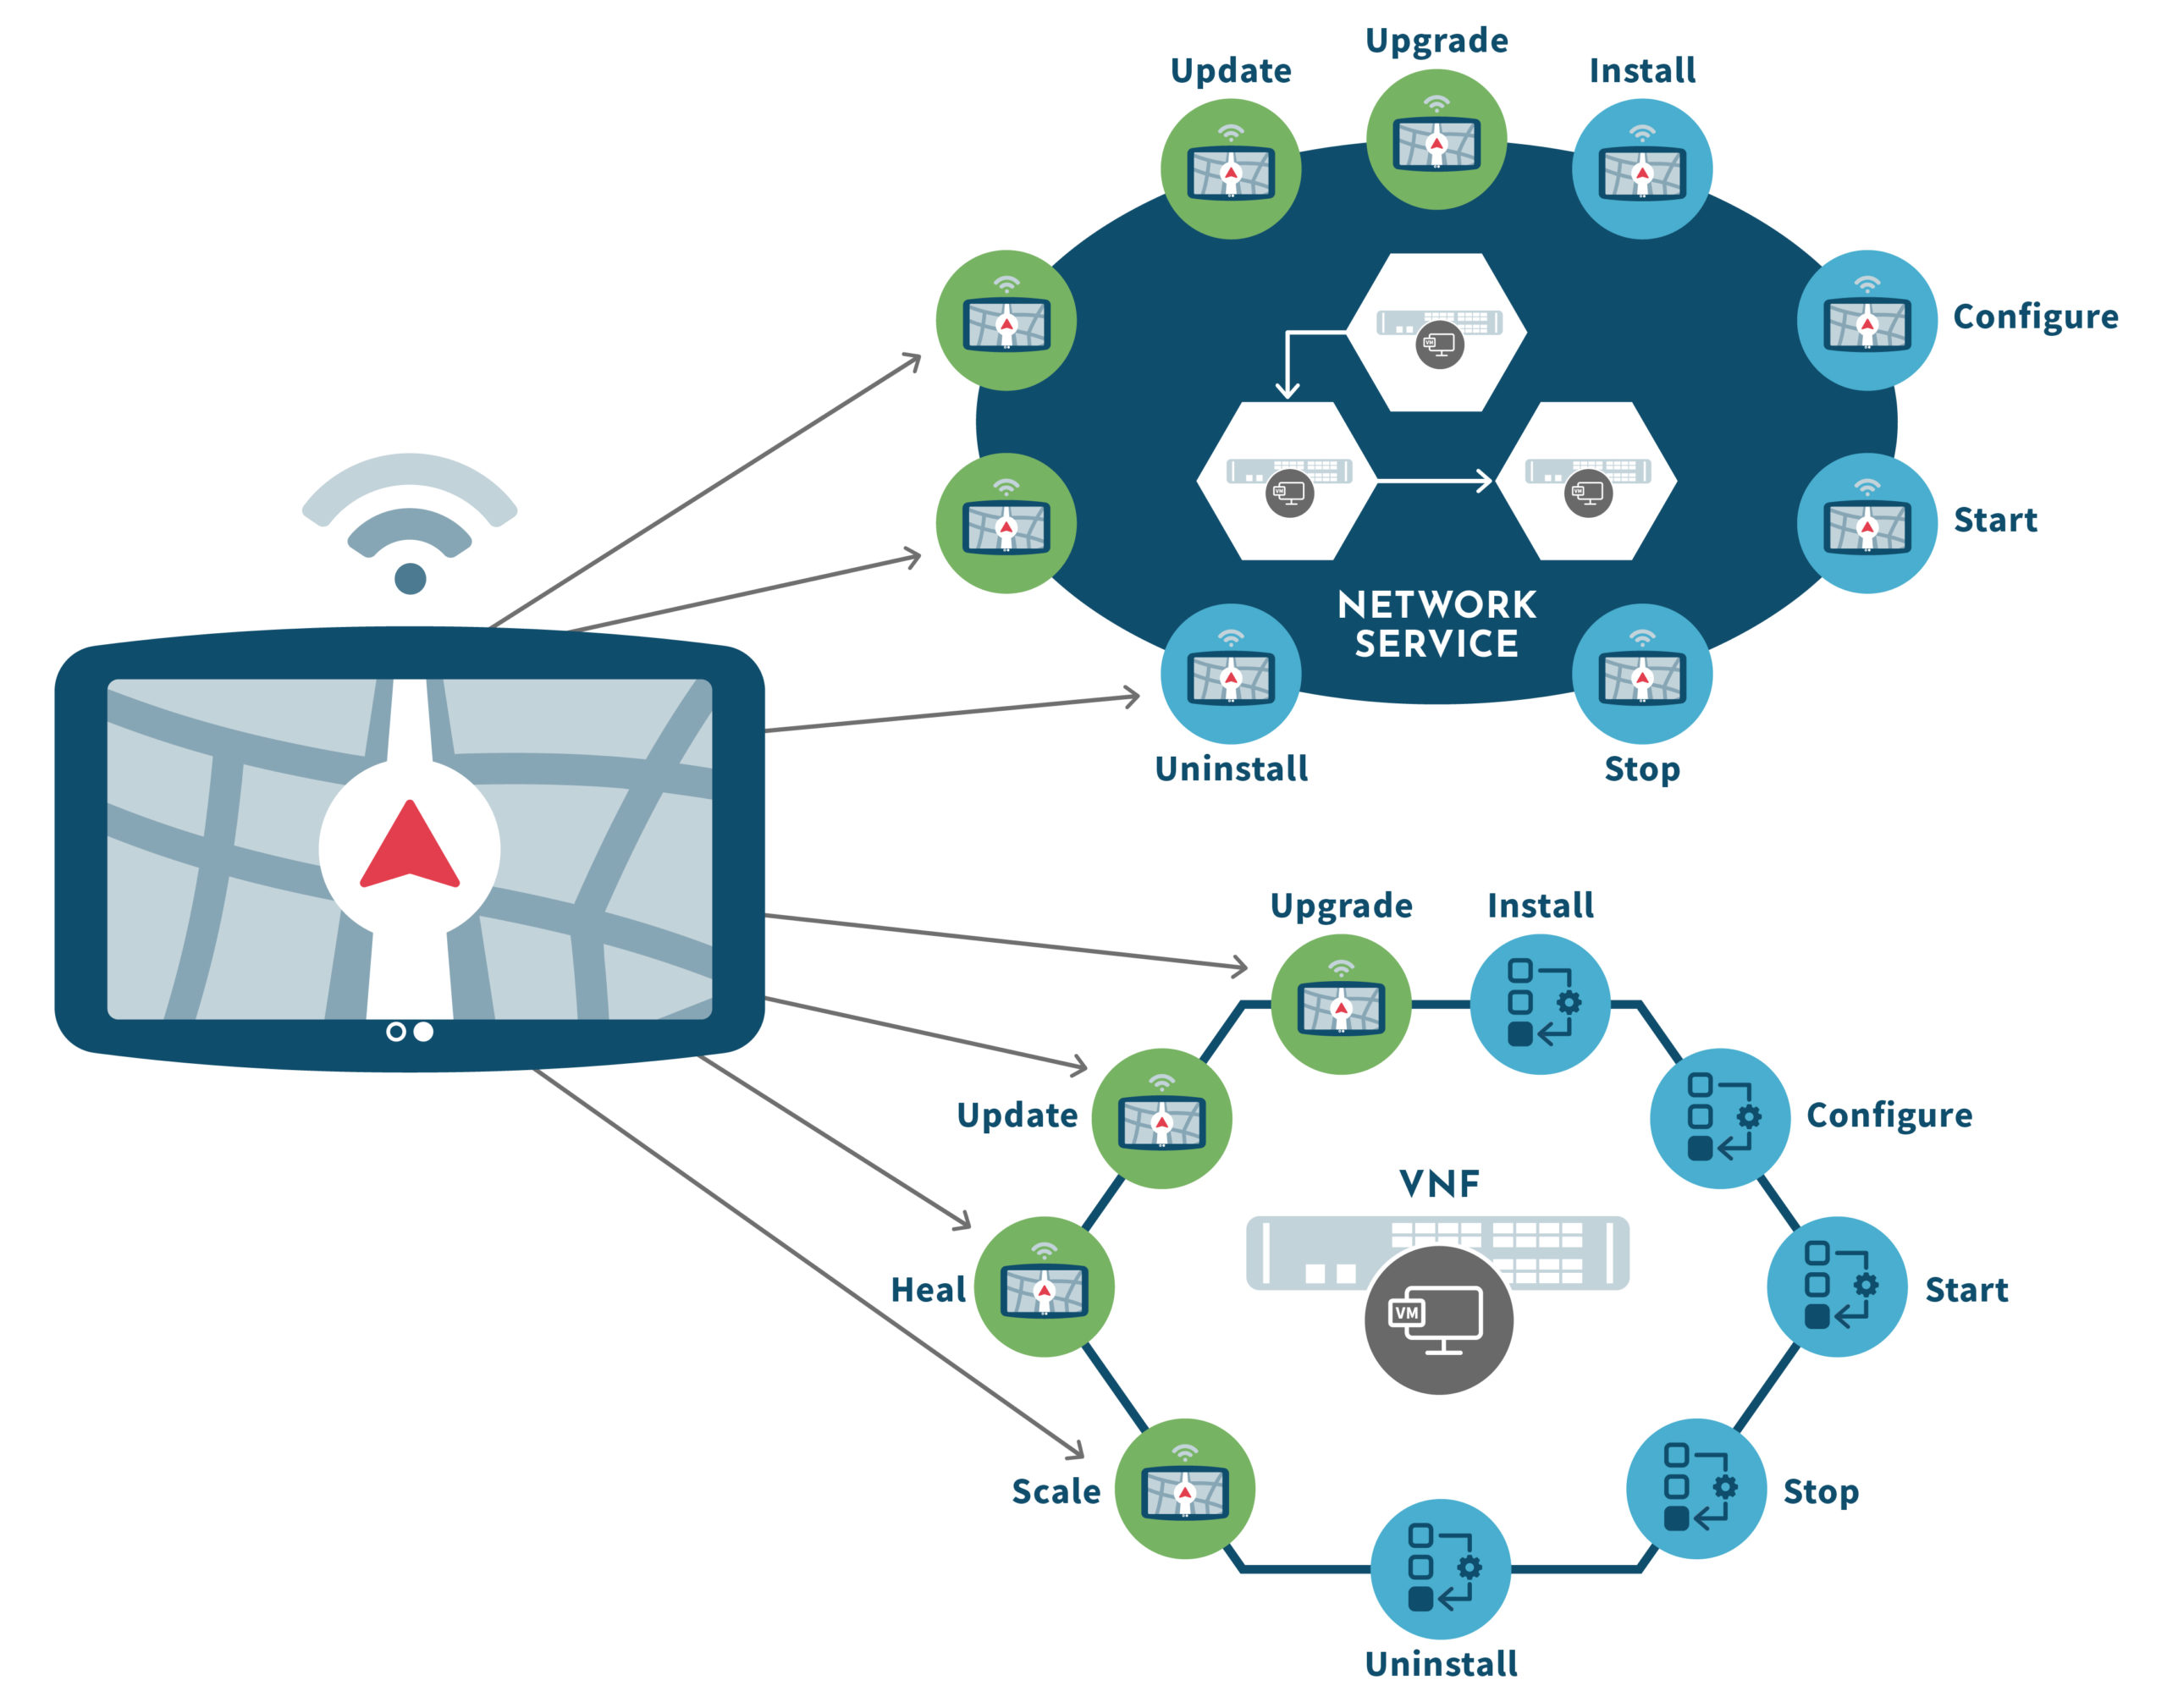 Upgrade
Update
Install
Configure
Start
NETWORK
SERVICE
Uninstall
Stop
Upgrade
Install
Update
Configure
VNF
Heal
Start
VM
Scale
Stop
Uninstall